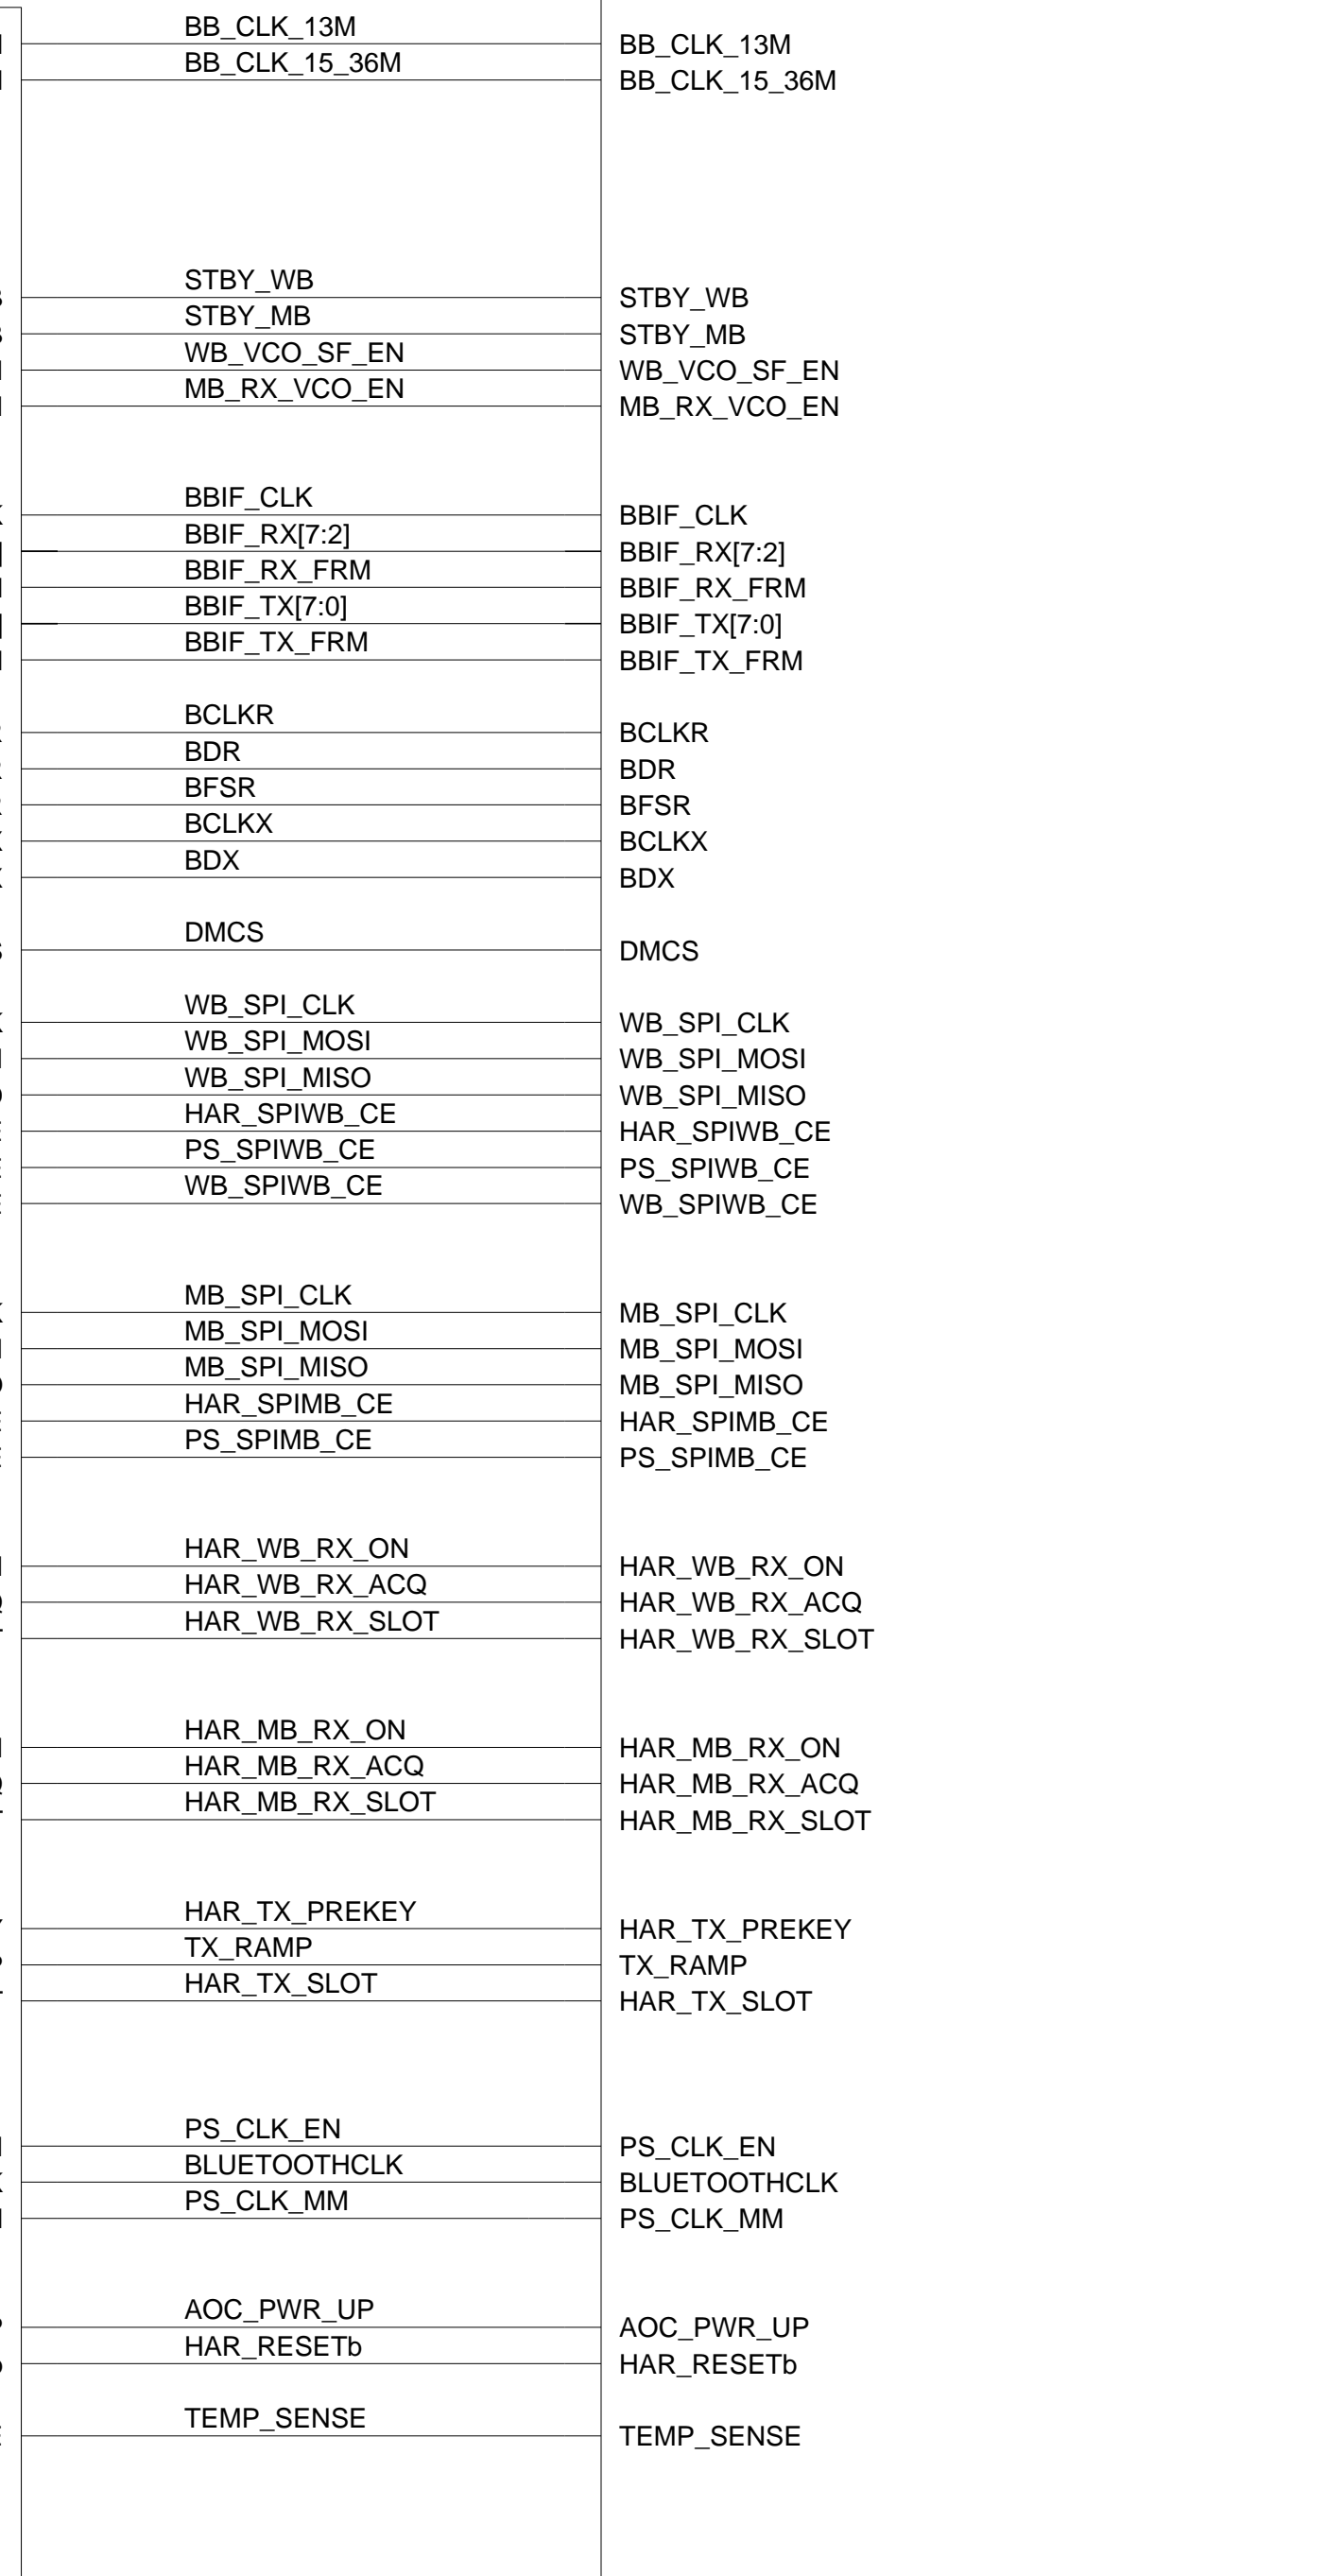 BB_CLK_13M BB_CLK_13M
BB_CLK_15_36M BB_CLK_15_36M
STBY_WB STBY_WB
STBY_MB STBY_MB
WB_VCO_SF_EN WB_VCO_SF_EN
MB_RX_VCO_EN MB_RX_VCO_EN
BBIF_CLK BBIF_CLK
BBIF_RX[7:2] BBIF_RX[7:2]
BBIF_RX_FRM BBIF_RX_FRM
BBIF_TX[7:0] BBIF_TX[7:0]
BBIF_TX_FRM BBIF_TX_FRM
BCLKR BCLKR
BDR BDR
BFSR BFSR
BCLKX BCLKX
BDX BDX
DMCS DMCS
WB_SPI_CLK WB_SPI_CLK
WB_SPI_MOSI WB_SPI_MOSI
WB_SPI_MISO WB_SPI_MISO
HAR_SPIWB_CE HAR_SPIWB_CE
PS_SPIWB_CE PS_SPIWB_CE
WB_SPIWB_CE WB_SPIWB_CE
MB_SPI_CLK MB_SPI_CLK
MB_SPI_MOSI MB_SPI_MOSI
MB_SPI_MISO MB_SPI_MISO
HAR_SPIMB_CE HAR_SPIMB_CE
PS_SPIMB_CE PS_SPIMB_CE
HAR_WB_RX_ON HAR_WB_RX_ON
HAR_WB_RX_ACQ HAR_WB_RX_ACQ
HAR_WB_RX_SLOT HAR_WB_RX_SLOT
HAR_MB_RX_ON HAR_MB_RX_ON
HAR_MB_RX_ACQ HAR_MB_RX_ACQ
HAR_MB_RX_SLOT HAR_MB_RX_SLOT
HAR_TX_PREKEY HAR_TX_PREKEY
TX_RAMP TX_RAMP
HAR_TX_SLOT HAR_TX_SLOT
PS_CLK_EN PS_CLK_EN
BLUETOOTHCLK BLUETOOTHCLK
PS_CLK_MM PS_CLK_MM
AOC_PWR_UP AOC_PWR_UP
HAR_RESETb HAR_RESETb
TEMP_SENSE TEMP_SENSE